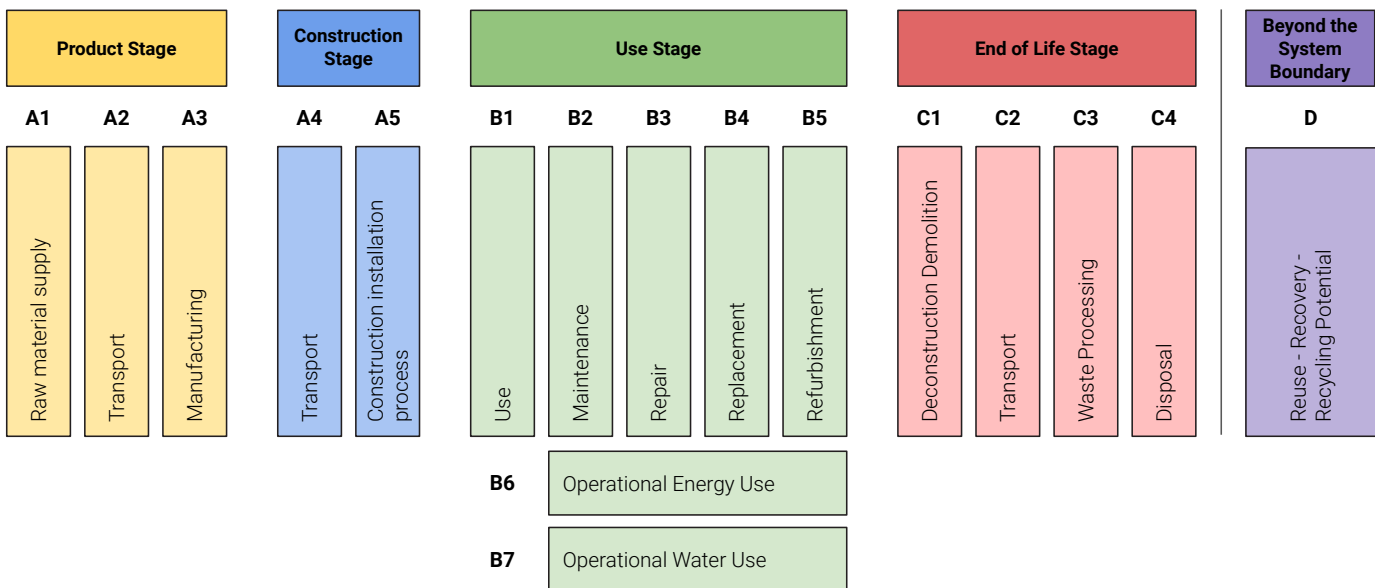 Product Stage
Construction
Stage
Use Stage
End of Life Stage
Beyond the
System
Boundary
A1
A2
A3
A4
A5
B1
B2
B3
B4
B5
C1
C2
C3
C4
D
Raw material supply
Transport
Manufacturing
Transport
Construction installation
process
Use
Maintenance
Repair
Replacement
Refurbishment
Deconstruction Demolition
Transport
Waste Processing
Disposal
Reuse - Recovery -
Recycling Potential
B6
Operational Energy Use
B7
Operational Water Use